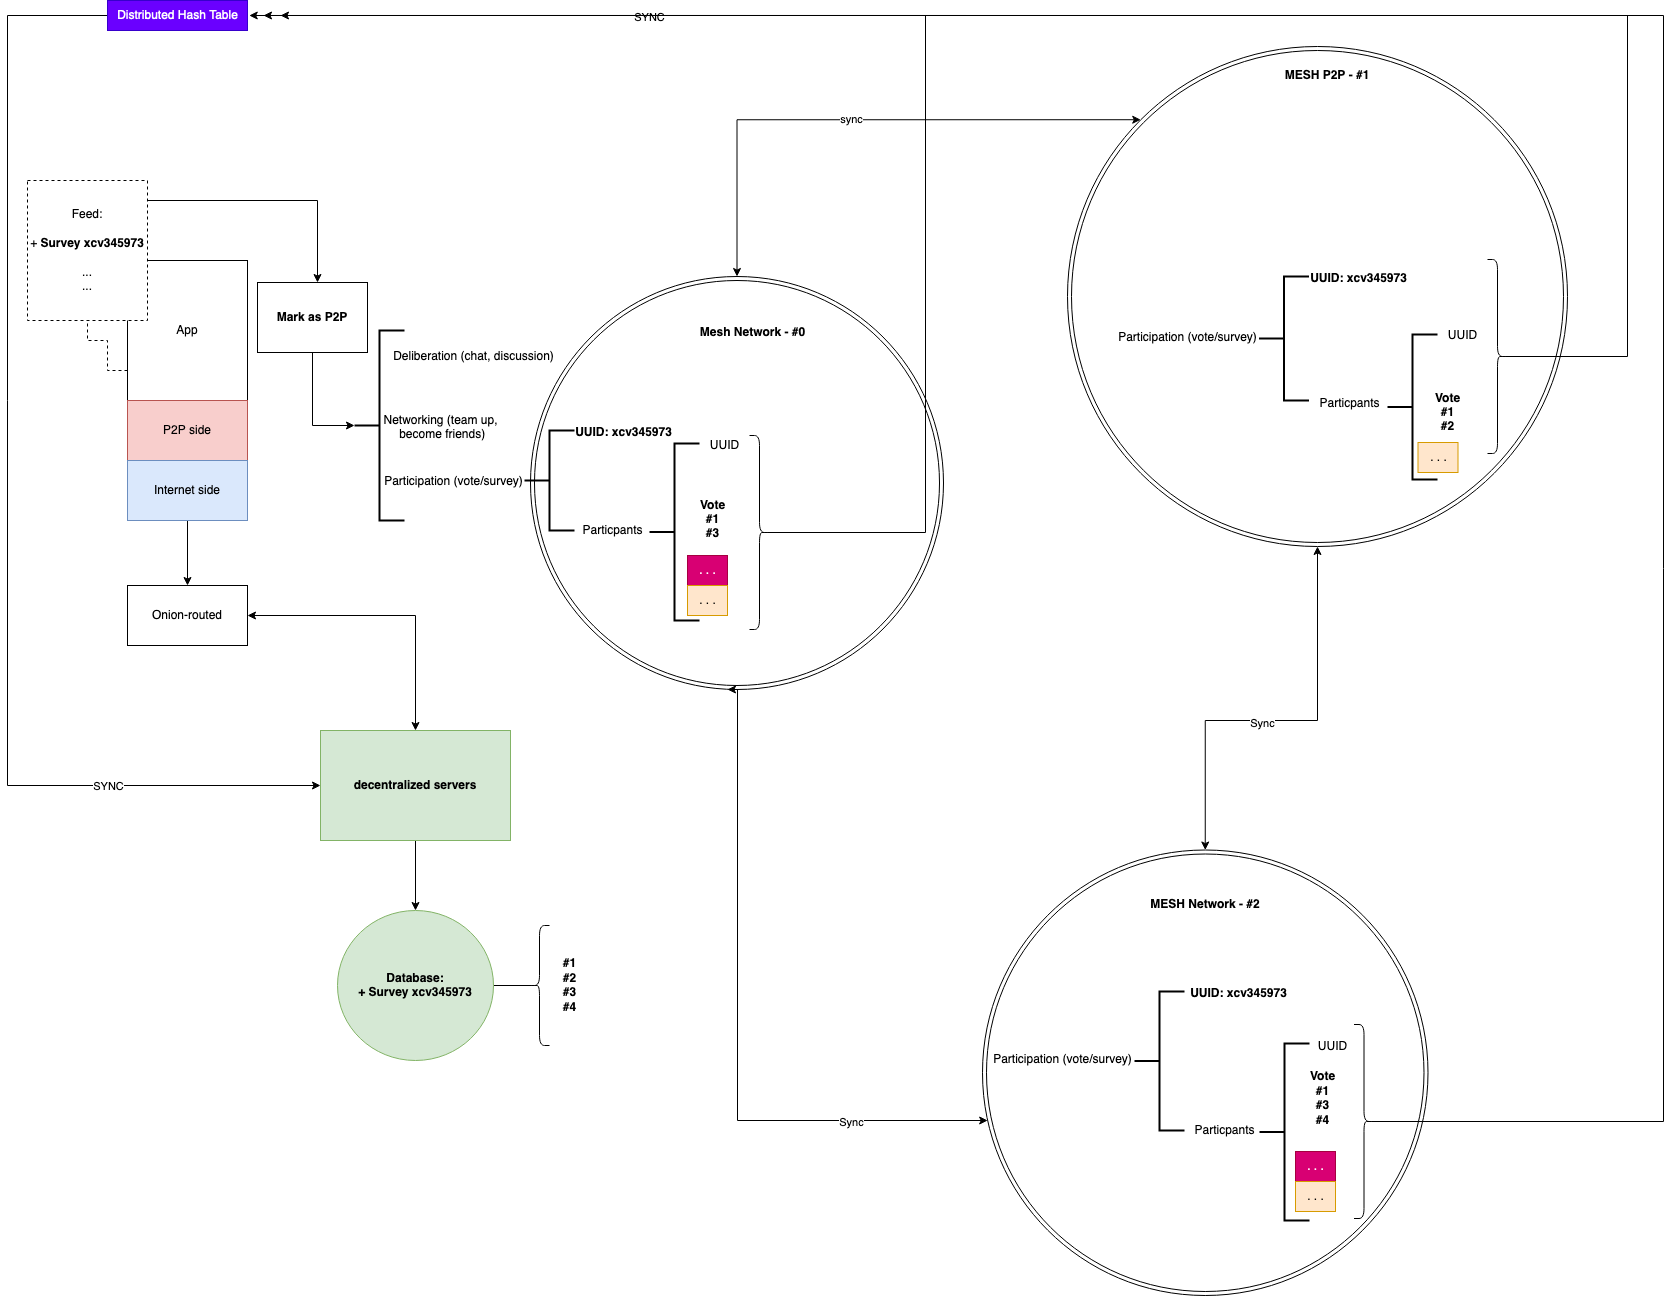 Distributed Hash Table
SYNC
MESH P2P - #1
sync
Feed:
+ Survey xcv345973
...
...
App
Mark as P2P
P2P side
Internet side
Onion-routed
Deliberation (chat, discussion)
Networking (team up,
become friends)
Participation (vote/survey)
Mesh Network - #0
UUID: xcv345973
UUID
Vote
#1
#3
Particpants
. . .
. . .
UUID: xcv345973
Participation (vote/survey)
UUID
Particpants
Vote
#1
#2
. . .
Sync
SYNC
decentralized servers
Database:
+ Survey xcv345973
#1
#2
#3
#4
Sync
MESH Network - #2
UUID: xcv345973
Participation (vote/survey)
UUID
Vote
#1
#3
#4
Particpants
. . .
. . .